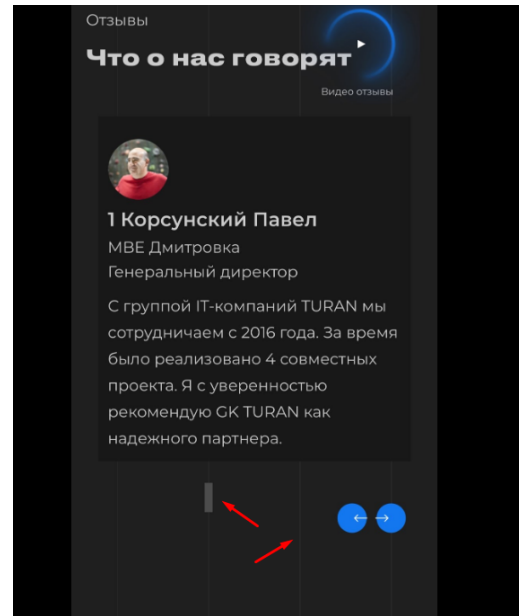 Отзывы
Что о нас говорят
Видео отзывы
1 Корсунский Павел
МВЕ Дмитровка
Генеральный директор
С группой IT-компаний TURAN мы
сотрудничаем с 2016 года. За время
было реализовано 4 совместных
проекта. Я с уверенностью
рекомендую GK TURAN как
надежного партнера.